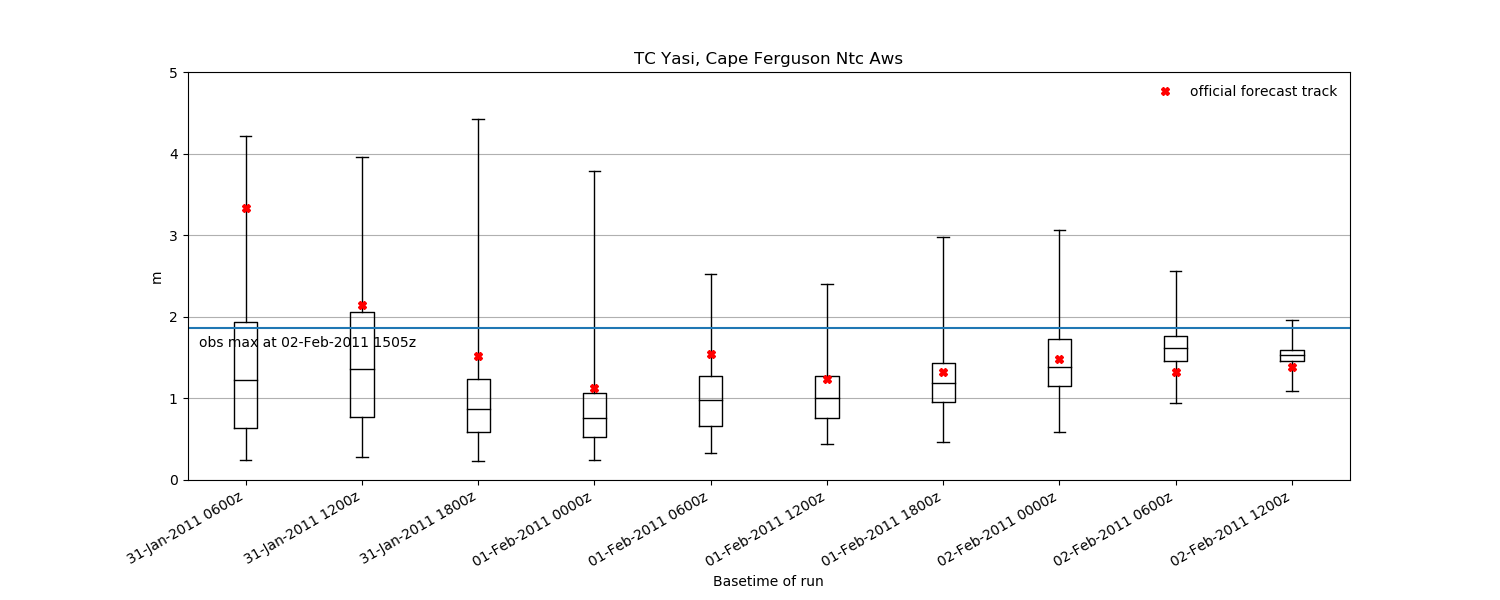 TC Yasi, Cape Ferguson Ntc Aws
official forecast track
5
4
3
2
1
0
m
obs max at 02-Feb-2011 1505z
31-Jan-2011 0600z
31-Jan-2011 1200z
31-Jan-2011 1800z
01-Feb-2011 0000z
01-Feb-2011 0600z
01-Feb-2011 1200z
01-Feb-2011 1800z
02-Feb-2011 0000z
02-Feb-2011 0600z
02-Feb-2011 1200z
Basetime of run